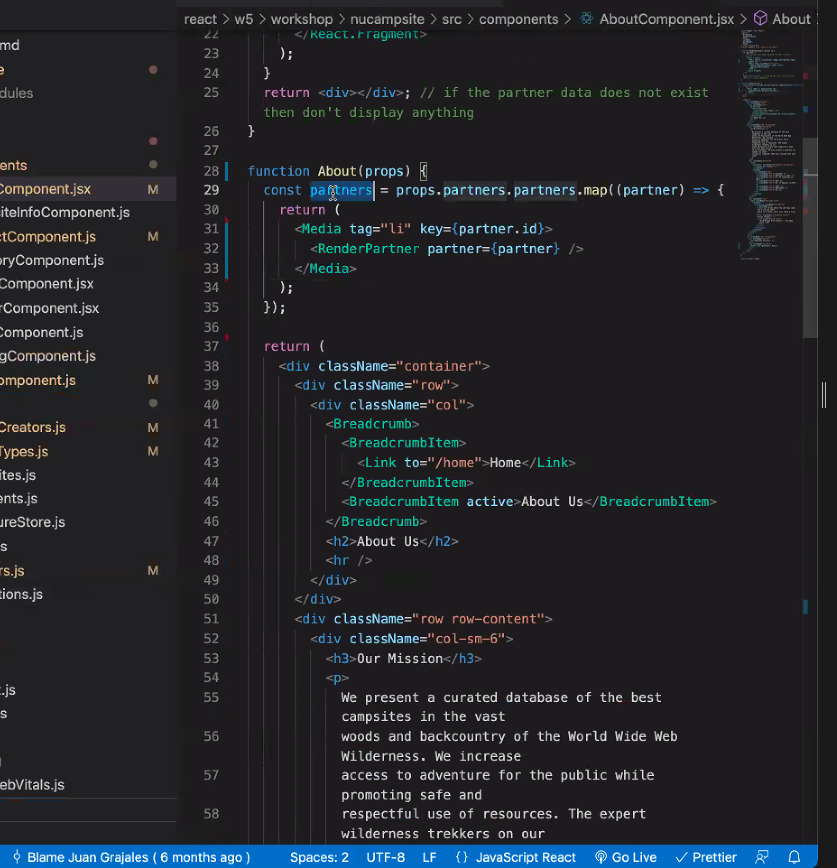 react > w5 > workshop > nucampsite > src > components > AboutComponent.jsx > About
md
e
dules
ents
Component.jsx M
iteInfoComponent.js
ctComponent.js M
oryComponent.js
Component.jsx
rComponent.jsx
Component.js
gComponent.js
omponent.js M
Creators.js M
Types.js M
ites.js
ents.js
ureStore.js
s
rs.js M
tions.js
t.js
s
ebVitals.js
22 </React.Fragment>
23 );
24 }
25 return <div></div>; // if the partner data does not exist
then don't display anything
26 }
27
28 function About(props) {
29 const partners = props.partners.partners.map((partner) => {
30 return (
31 <Media tag="li" key={partner.id}>
32 <RenderPartner partner={partner} />
33 </Media>
34 );
35 });
36
37 return (
38 <div className="container">
39 <div className="row">
40 <div className="col">
41 <Breadcrumb>
42 <BreadcrumbItem>
43 <Link to="/home">Home</Link>
44 </BreadcrumbItem>
45 <BreadcrumbItem active>About Us</BreadcrumbItem>
46 </Breadcrumb>
47 <h2>About Us</h2>
48 <hr />
49 </div>
50 </div>
51 <div className="row row-content">
52 <div className="col-sm-6">
53 <h3>Our Mission</h3>
54 <p>
55 We present a curated database of the best
campsites in the vast
56 woods and backcountry of the World Wide Web
Wilderness. We increase
57 access to adventure for the public while
promoting safe and
58 respectful use of resources. The expert
wilderness trekkers on our
Blame Juan Grajales ( 6 months ago ) Spaces: 2 UTF-8 LF {} JavaScript React Go Live Prettier